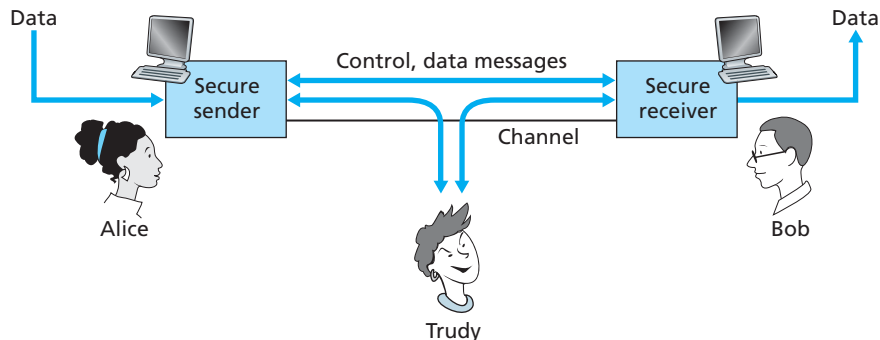 Data
Data
Control, data messages
Secure
sender
Secure
receiver
Channel
Alice
Bob
Trudy